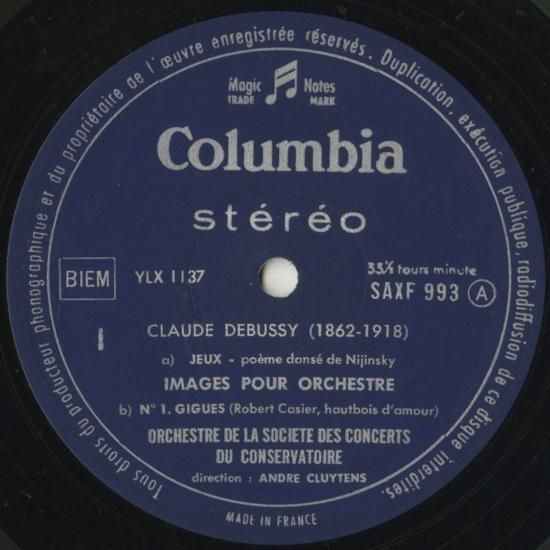 Tous droits du producteur phonographique et du propriétaire de l'œuvre enregistrée réservés. Duplication, exécution publique, radiodiffusion de ce disque interdites.
Magic Notes
TRADE MARK
Columbia
stéréo
BIEM YLX 1137
33⅓ tours minute
SAXF 993 A
CLAUDE DEBUSSY (1862-1918)
a) JEUX - poème dansé de Nijinsky
IMAGES POUR ORCHESTRE
b) N° 1. GIGUES (Robert Casier, hautbois d'amour)
ORCHESTRE DE LA SOCIETE DES CONCERTS
DU CONSERVATOIRE
direction : ANDRE CLUYTENS
MADE IN FRANCE